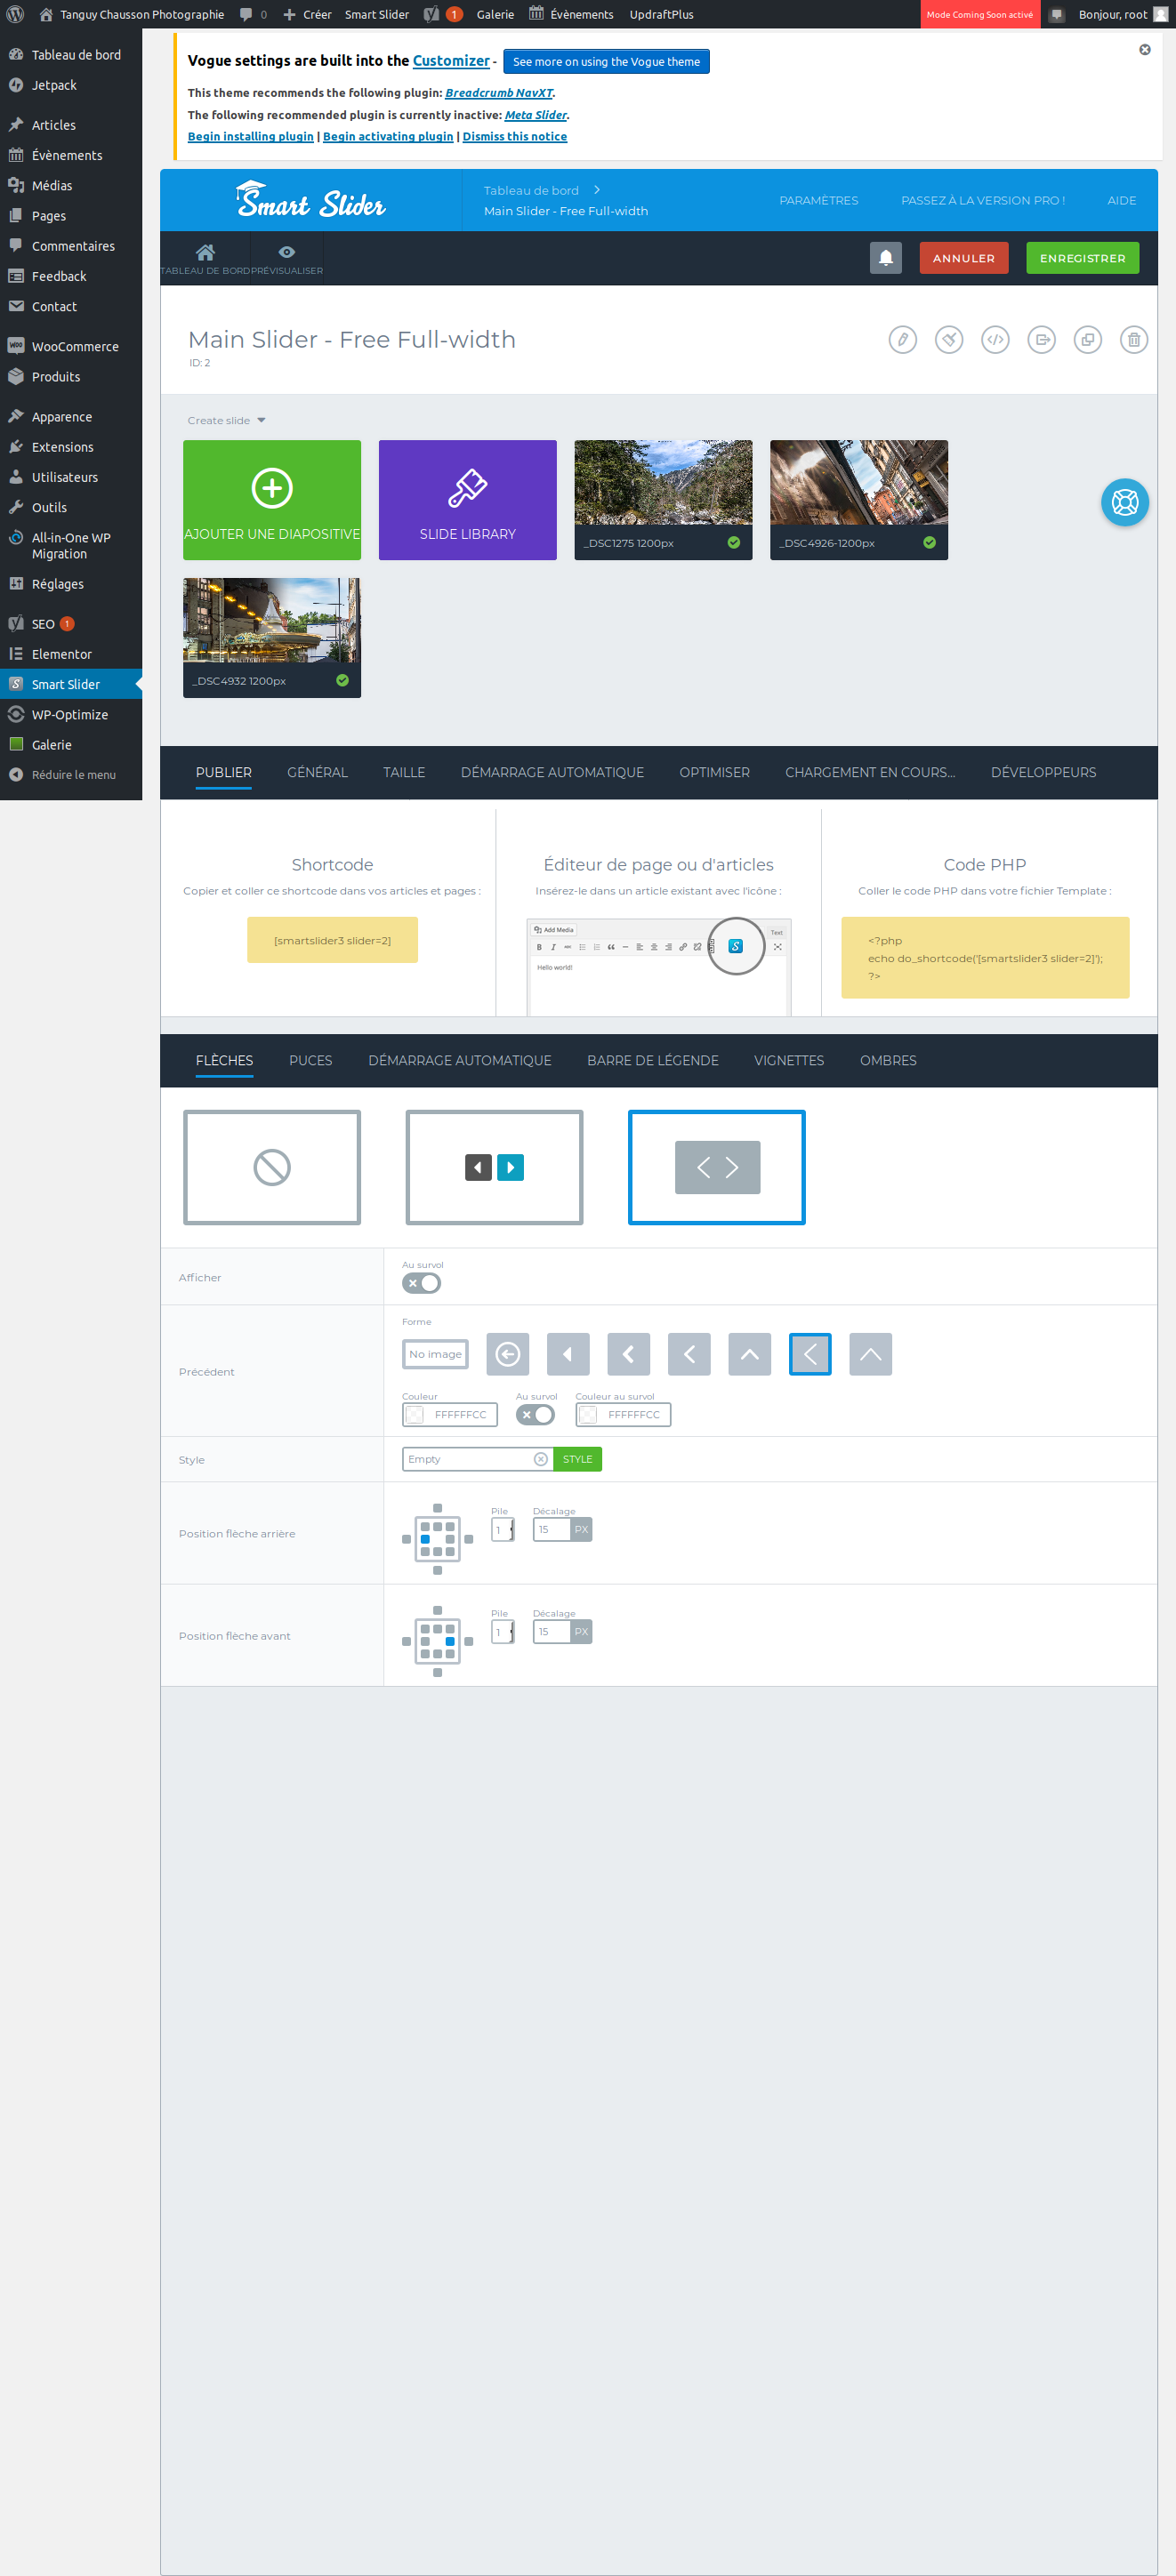 Tanguy Chausson Photographie 0 Créer Smart Slider 1 Galerie Évènements UpdraftPlus Mode Coming Soon activé Bonjour, root
Tableau de bord
Jetpack
Articles
Évènements
Médias
Pages
Commentaires
Feedback
Contact
WooCommerce
Produits
Apparence
Extensions
Utilisateurs
Outils
All-in-One WP
Migration
Réglages
SEO 1
Elementor
Smart Slider
WP-Optimize
Galerie
Réduire le menu
Vogue settings are built into the Customizer - See more on using the Vogue theme
This theme recommends the following plugin: Breadcrumb NavXT.
The following recommended plugin is currently inactive: Meta Slider.
Begin installing plugin | Begin activating plugin | Dismiss this notice
Smart Slider
Tableau de bord
Main Slider - Free Full-width
PARAMÈTRES PASSEZ À LA VERSION PRO ! AIDE
TABLEAU DE BORD PRÉVISUALISER
ANNULER ENREGISTRER
Main Slider - Free Full-width
ID: 2
Create slide
AJOUTER UNE DIAPOSITIVE
SLIDE LIBRARY
_DSC1275 1200px
_DSC4926-1200px
_DSC4932 1200px
PUBLIER GÉNÉRAL TAILLE DÉMARRAGE AUTOMATIQUE OPTIMISER CHARGEMENT EN COURS... DÉVELOPPEURS
Shortcode
Copier et coller ce shortcode dans vos articles et pages :
[smartslider3 slider=2]
Éditeur de page ou d'articles
Insérez-le dans un article existant avec l'icône :
Add Media
Text
B I ABC
Hello world!
Code PHP
Coller le code PHP dans votre fichier Template :
<?php
echo do_shortcode('[smartslider3 slider=2]');
?>
FLÈCHES PUCES DÉMARRAGE AUTOMATIQUE BARRE DE LÉGENDE VIGNETTES OMBRES
Afficher
Au survol
Précédent
Forme
No image
Couleur Au survol Couleur au survol
FFFFFFCC FFFFFFCC
Style
Empty STYLE
Position flèche arrière
Pile Décalage
1 15 PX
Position flèche avant
Pile Décalage
1 15 PX